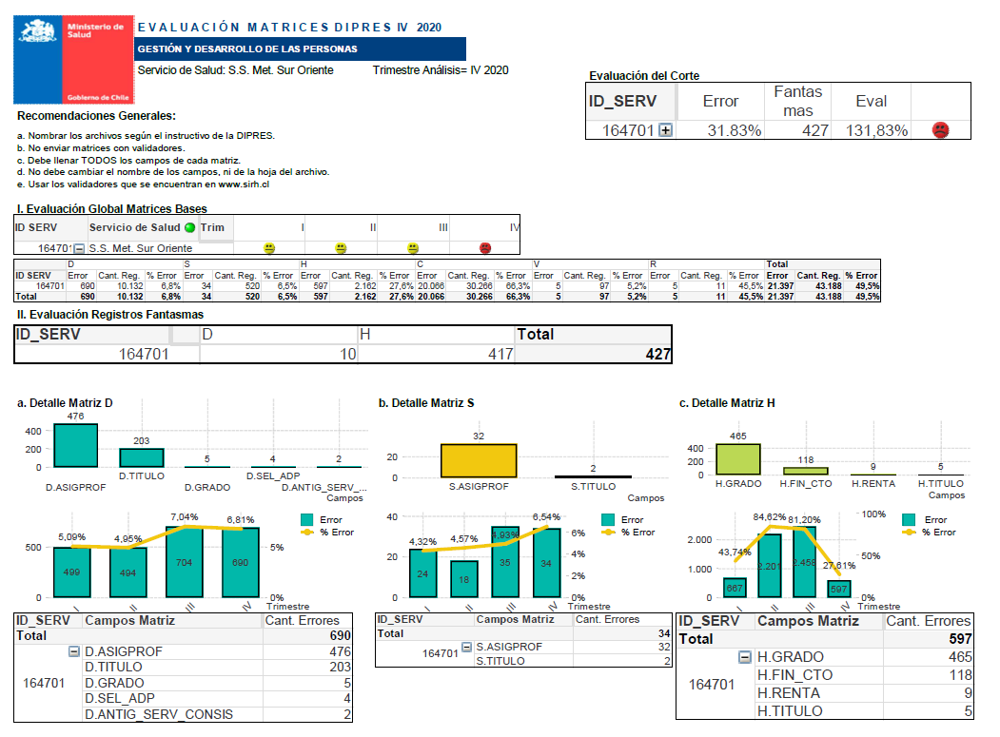 Ministerio de
Salud
Gobierno de Chile
EVALUACIÓN MATRICES DIPRES IV 2020
GESTIÓN Y DESARROLLO DE LAS PERSONAS
Servicio de Salud: S.S. Met. Sur Oriente Trimestre Análisis= IV 2020
Evaluación del Corte
ID_SERV Error Fantas
mas Eval
164701 31.83% 427 131,83%
Recomendaciones Generales:
a. Nombrar los archivos según el instructivo de la DIPRES.
b. No enviar matrices con validadores.
c. Debe llenar TODOS los campos de cada matriz.
d. No debe cambiar el nombre de los campos, ni de la hoja del archivo.
e. Usar los validadores que se encuentran en www.sirh.cl
I. Evaluación Global Matrices Bases
ID SERV Servicio de Salud Trim I II III IV
164701 S.S. Met. Sur Oriente
D S H C V R Total
ID SERV Error Cant. Reg. % Error Error Cant. Reg. % Error Error Cant. Reg. % Error Error Cant. Reg. % Error Error Cant. Reg. % Error Error Cant. Reg. % Error Error Cant. Reg. % Error
164701 690 10.132 6,8% 34 520 6,5% 597 2.162 27,6% 20.066 30.266 66,3% 5 97 5,2% 5 11 45,5% 21.397 43.188 49,5%
Total 690 10.132 6,8% 34 520 6,5% 597 2.162 27,6% 20.066 30.266 66,3% 5 97 5,2% 5 11 45,5% 21.397 43.188 49,5%
II. Evaluación Registros Fantasmas
ID_SERV D H Total
164701 10 417 427
a. Detalle Matriz D
476
400
203
200
5 4 2
0
D.TITULO D.SEL_ADP
D.ASIGPROF D.GRADO D.ANTIG_SERV_...
Campos
7,04% 6,81%
5,09% 4,95%
Error
% Error
500 5%
499 494 704 690
0 0%
I II III IV Trimestre
ID_SERV Campos Matriz Cant. Errores
Total 690
D.ASIGPROF 476
D.TITULO 203
164701 D.GRADO 5
D.SEL_ADP 4
D.ANTIG_SERV_CONSIS 2
b. Detalle Matriz S
32
20
2
0
S.ASIGPROF S.TITULO
Campos
40 6,54%
4,32% 4,57% 4,93%
Error
% Error
6%
4%
20 2%
24 18 35 34
0 0%
I II III IV Trimestre
ID_SERV Campos Matriz Cant. Errores
Total 34
164701 S.ASIGPROF 32
S.TITULO 2
c. Detalle Matriz H
465
400
200 118
9 5
0
H.GRADO H.FIN_CTO H.RENTA H.TITULO
Campos
84,62% 81,20% 100%
Error
% Error
2.000
43,74% 50%
27,61%
1.000
667 2.201 2.458 597
0 0%
I II III IV Trimestre
ID_SERV Campos Matriz Cant. Errores
Total 597
H.GRADO 465
H.FIN_CTO 118
164701 H.RENTA 9
H.TITULO 5